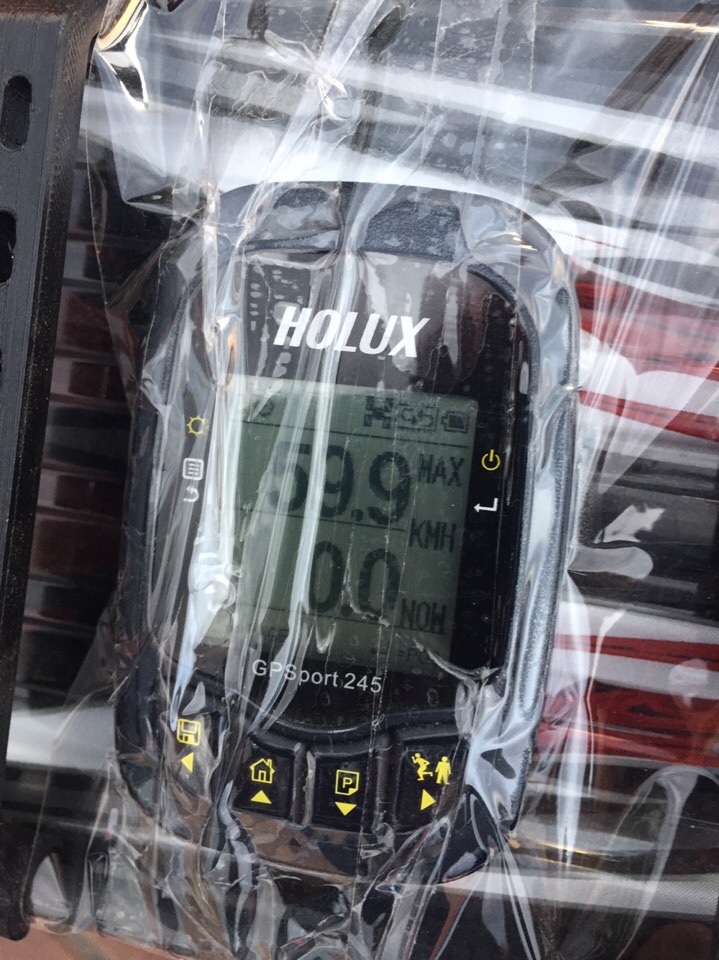 HOLUX
59.9 MAX
KMH
0.0 NOW
GPSport 245
P